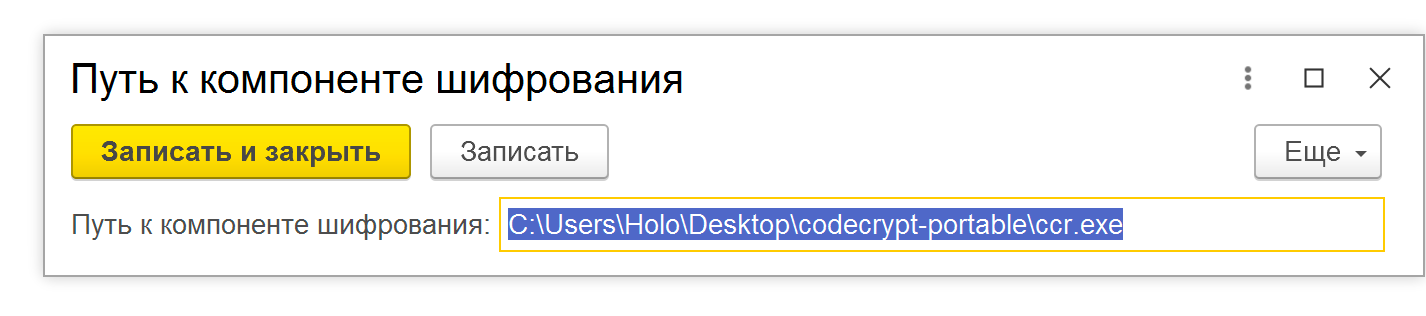 Путь к компоненте шифрования
Записать и закрыть Записать Еще
Путь к компоненте шифрования: C:\Users\Holo\Desktop\codecrypt-portable\ccr.exe